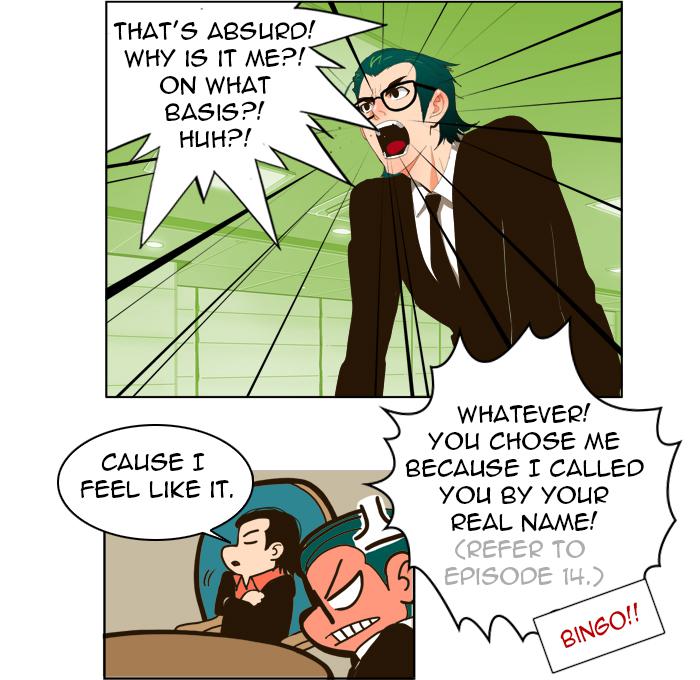 THAT'S ABSURD!
WHY IS IT ME?!
ON WHAT
BASIS?!
HUH?!
CAUSE I
FEEL LIKE IT.
WHATEVER!
YOU CHOSE ME
BECAUSE I CALLED
YOU BY YOUR
REAL NAME!
(REFER TO
EPISODE 14.)
BINGO!!